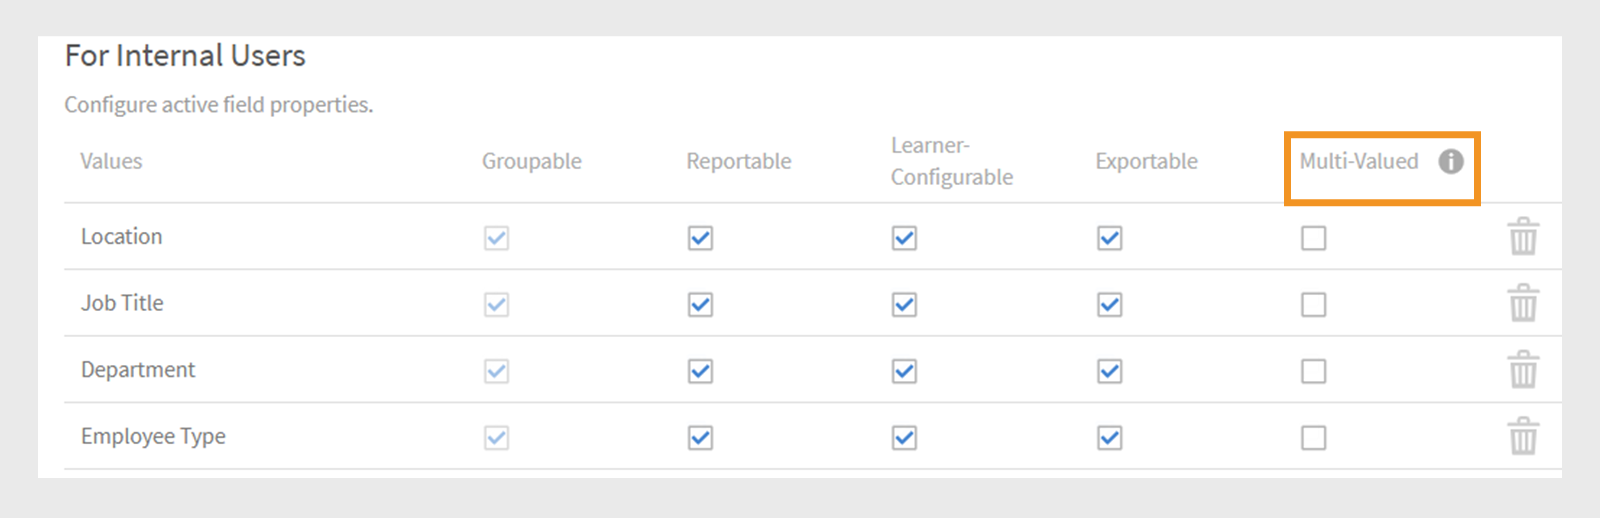 For Internal Users
Configure active field properties.
Values Groupable Reportable Learner-
Configurable Exportable Multi-Valued i
Location
Job Title
Department
Employee Type